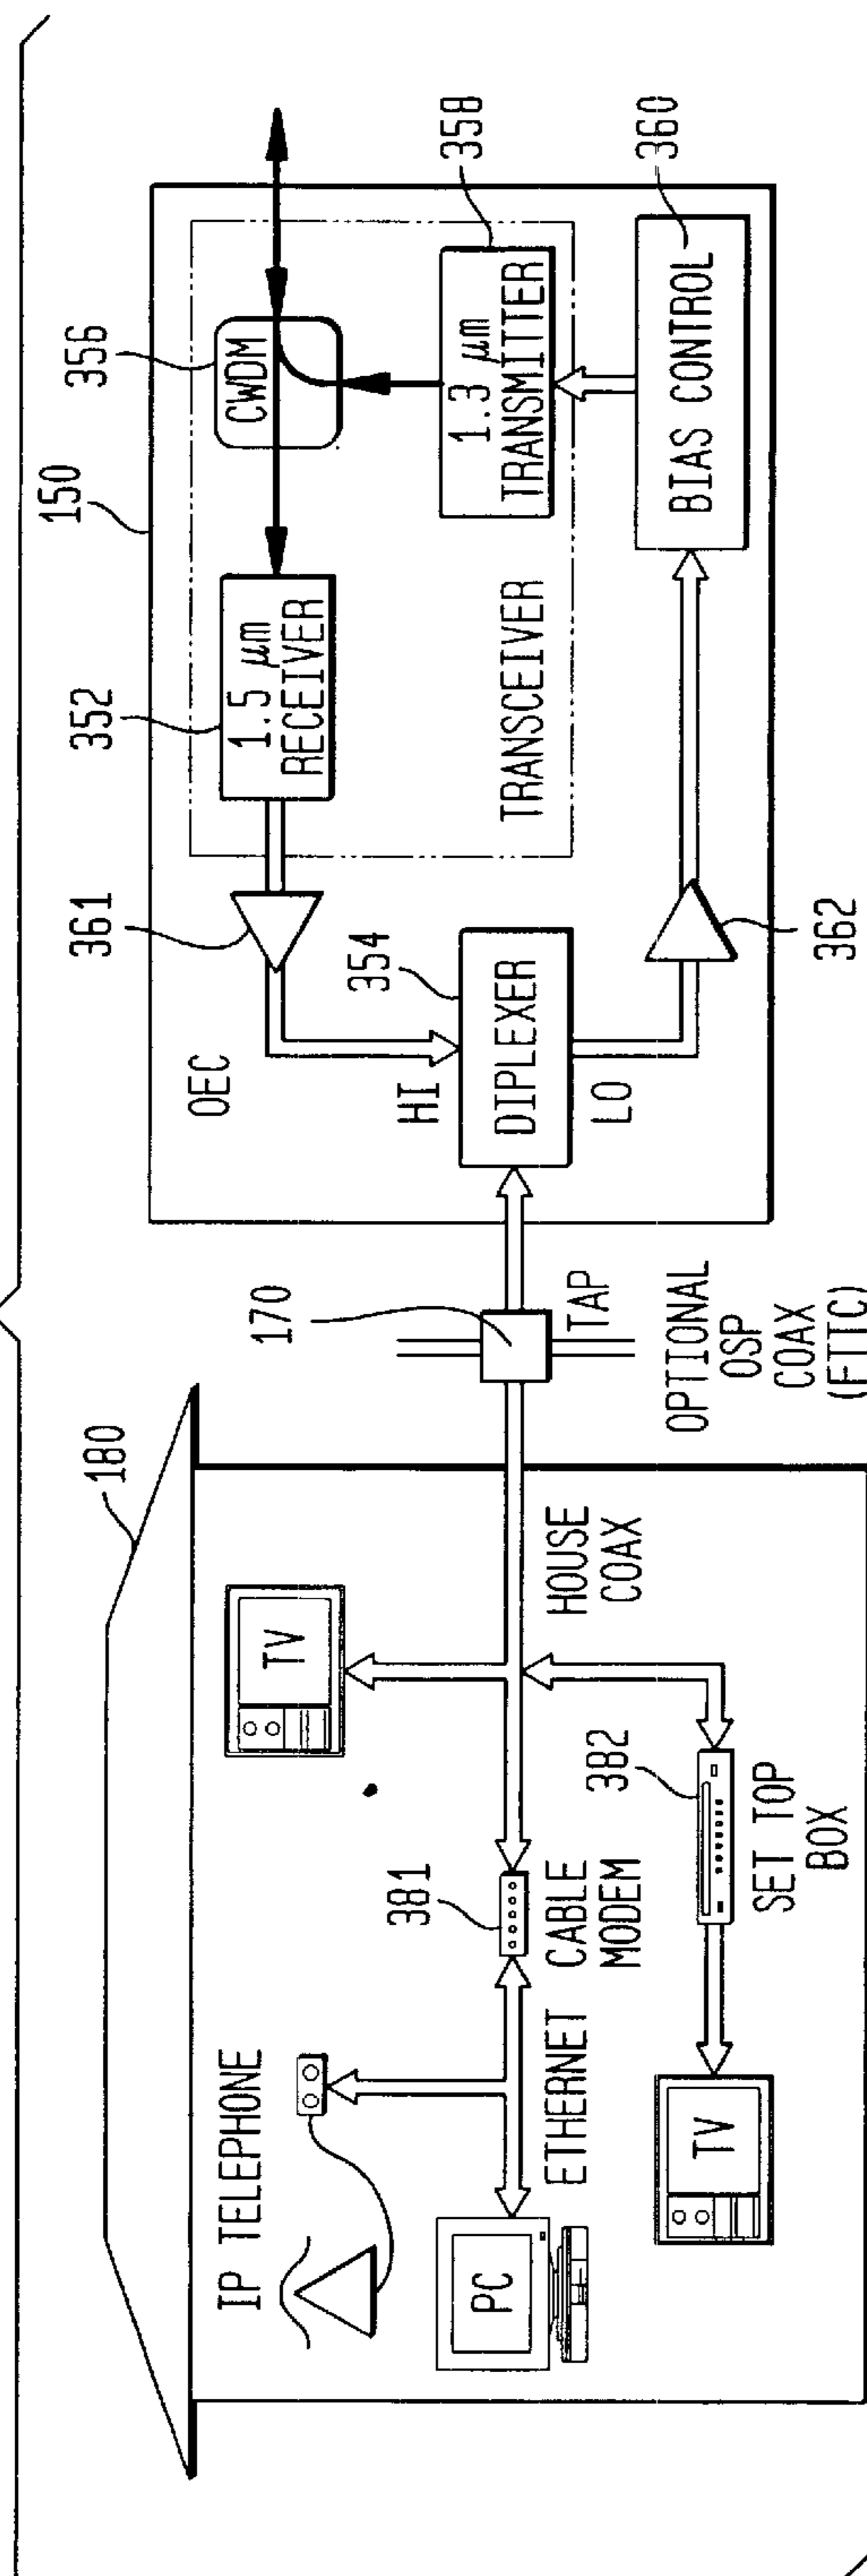 180
IP TELEPHONE
TV
381
PC
ETHERNET
CABLE
MODEM
382
TV
SET TOP
BOX
HOUSE
COAX
170
TAP
OPTIONAL
OSP
COAX
(FTTC)
150
OEC
361
352
356
1.5 μm
RECEIVER
CWDM
354
HI
DIPLEXER
LO
TRANSCEIVER
1.3 μm
TRANSMITTER
358
362
BIAS CONTROL
360